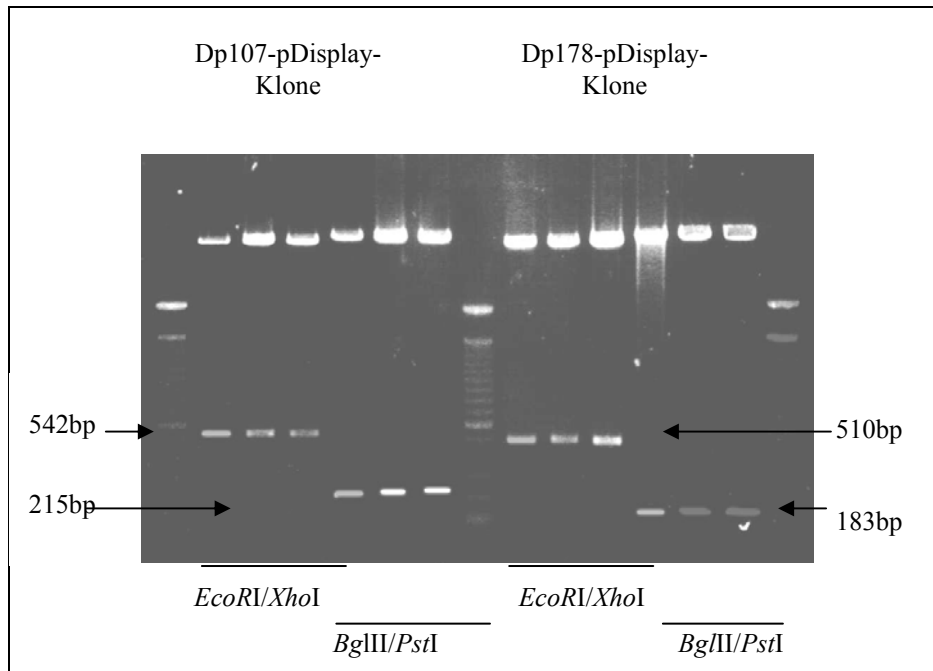 Dp107-pDisplay-
Klone
Dp178-pDisplay-
Klone
542bp
510bp
215bp
183bp
EcoRI/XhoI
EcoRI/XhoI
BglII/PstI
BglII/PstI